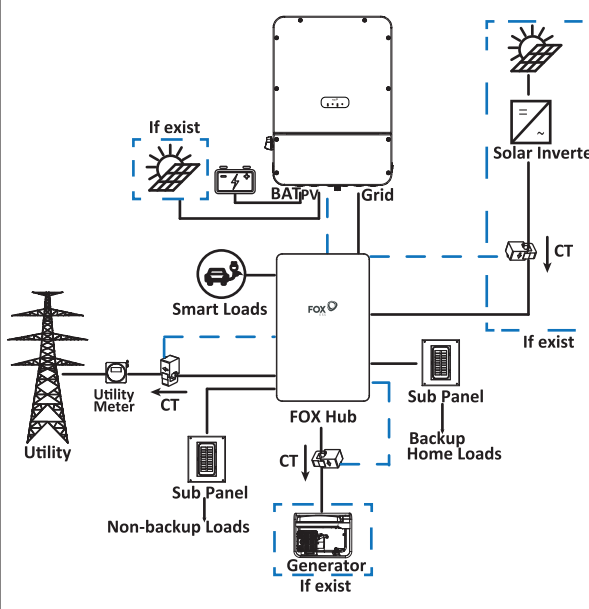 If exist
Solar Inverte
BAT
PV
Grid
CT
Smart Loads
FOX
If exist
Utility
Meter
CT
FOX Hub
Sub Panel
Backup
Home Loads
Utility
CT
Sub Panel
Non-backup Loads
Generator
If exist